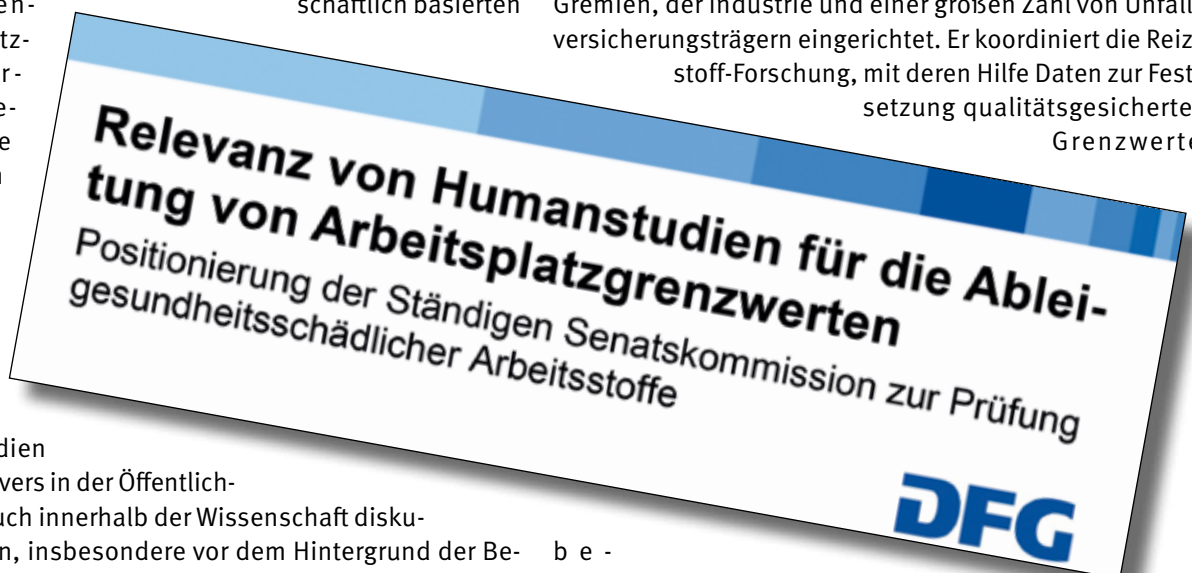 en-
tz-
r-
e-
e
schaftlich basierten
Gremien, der Industrie und einer großen Zahl von Unfall
versicherungsträgern eingerichtet. Er koordiniert die Reiz
stoff-Forschung, mit deren Hilfe Daten zur Fest
setzung qualitätsgesicherte
Grenzwerte
Relevanz von Humanstudien für die Ablei-
tung von Arbeitsplatzgrenzwerten
Positionierung der Ständigen Senatskommission zur Prüfung
gesundheitsschädlicher Arbeitsstoffe
DFG
dien
vers in der Öffentlich-
uch innerhalb der Wissenschaft disku-
n, insbesondere vor dem Hintergrund der Be-
be-